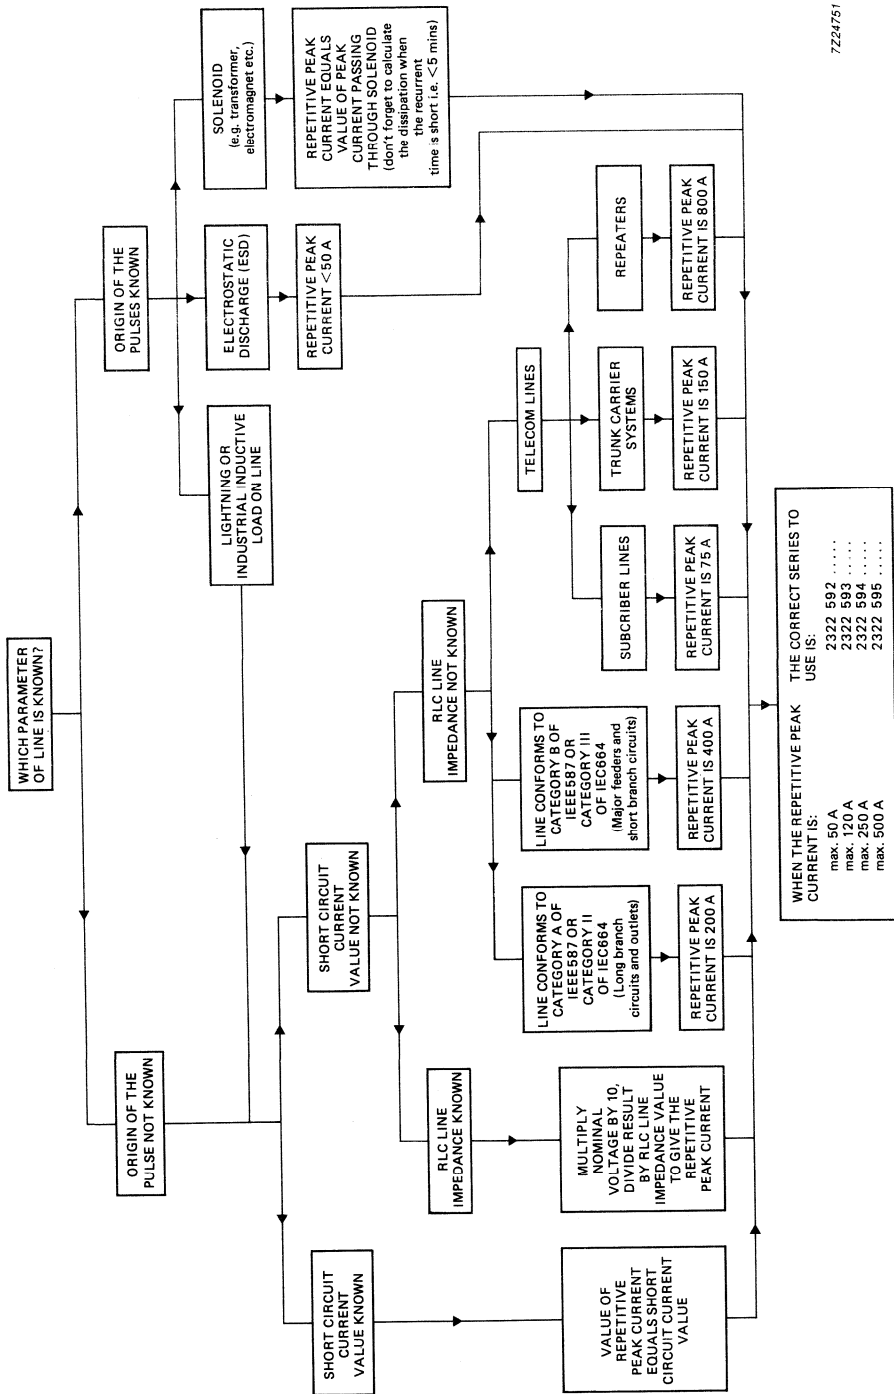 WHICH PARAMETER
OF LINE IS KNOWN?
ORIGIN OF THE
PULSE NOT KNOWN
ORIGIN OF THE
PULSES KNOWN
LIGHTNING OR
INDUSTRIAL INDUCTIVE
LOAD ON LINE
ELECTROSTATIC
DISCHARGE (ESD)
SOLENOID
(e.g. transformer,
electromagnet etc.)
REPETITIVE PEAK
CURRENT <50 A
REPETITIVE PEAK
CURRENT EQUALS
VALUE OF PEAK
CURRENT PASSING
THROUGH SOLENOID
(don't forget to calculate
the dissipation when
the recurrent
time is short i.e. <5 mins)
SHORT CIRCUIT
CURRENT
VALUE KNOWN
SHORT CIRCUIT
CURRENT
VALUE NOT KNOWN
RLC LINE
IMPEDANCE KNOWN
RLC LINE
IMPEDANCE NOT KNOWN
TELECOM LINES
VALUE OF
REPETITIVE
PEAK CURRENT
EQUALS SHORT
CIRCUIT CURRENT
VALUE
MULTIPLY
NOMINAL
VOLTAGE BY 10,
DIVIDE RESULT
BY RLC LINE
IMPEDANCE VALUE
TO GIVE THE
REPETITIVE
PEAK CURRENT
LINE CONFORMS TO
CATEGORY A OF
IEEE587 OR
CATEGORY II
OF IEC664
(Long branch
circuits and outlets)
LINE CONFORMS TO
CATEGORY B OF
IEEE587 OR
CATEGORY III
OF IEC664
(Major feeders and
short branch circuits)
SUBCRIBER LINES
TRUNK CARRIER
SYSTEMS
REPEATERS
REPETITIVE PEAK
CURRENT IS 200 A
REPETITIVE PEAK
CURRENT IS 400 A
REPETITIVE PEAK
CURRENT IS 75 A
REPETITIVE PEAK
CURRENT IS 150 A
REPETITIVE PEAK
CURRENT IS 800 A
WHEN THE REPETITIVE PEAK THE CORRECT SERIES TO
CURRENT IS: USE IS:
max. 50 A 2322 592 .....
max. 120 A 2322 593 .....
max. 250 A 2322 594 .....
max. 500 A 2322 595 .....
7Z24751